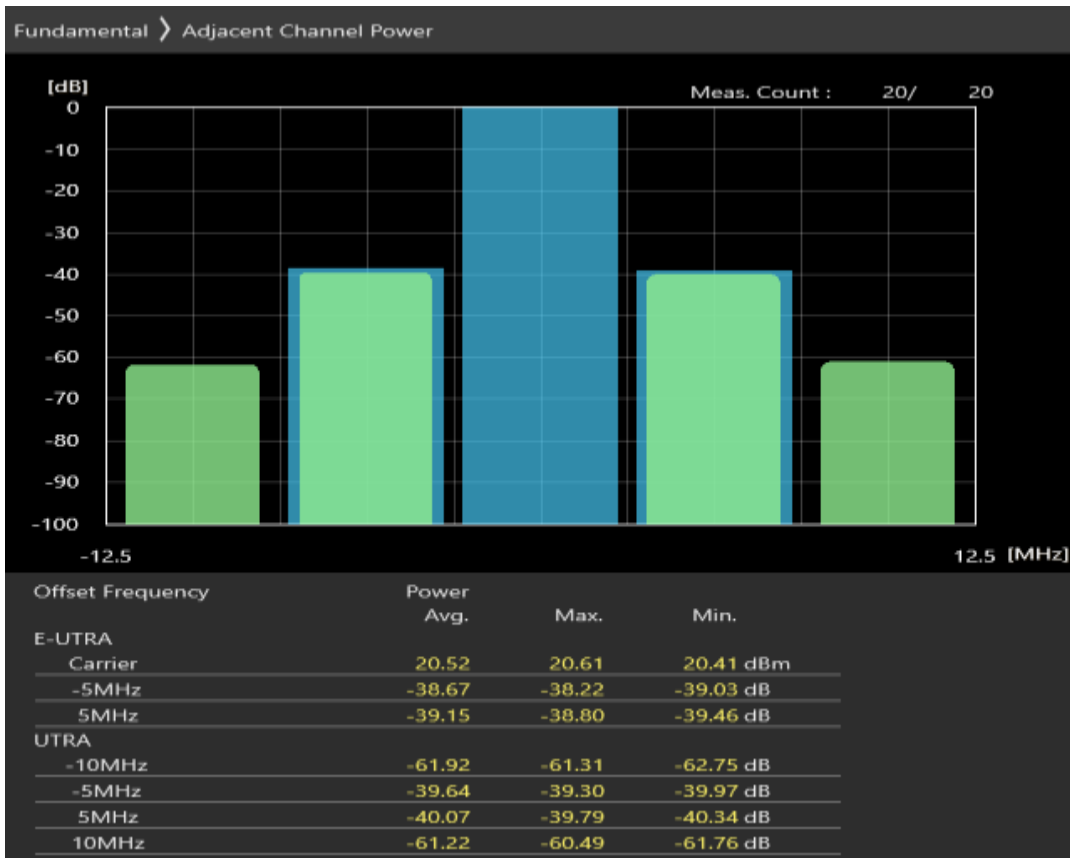 Fundamental 》 Adjacent Channel Power
[dB]
Meas. Count : 20/ 20
0
-10
-20
-30
-40
-50
-60
-70
-80
-90
-100
-12.5 12.5 [MHz]
Offset Frequency Power
Avg. Max. Min.
E-UTRA
Carrier 20.52 20.61 20.41 dBm
-5MHz -38.67 -38.22 -39.03 dB
5MHz -39.15 -38.80 -39.46 dB
UTRA
-10MHz -61.92 -61.31 -62.75 dB
-5MHz -39.64 -39.30 -39.97 dB
5MHz -40.07 -39.79 -40.34 dB
10MHz -61.22 -60.49 -61.76 dB